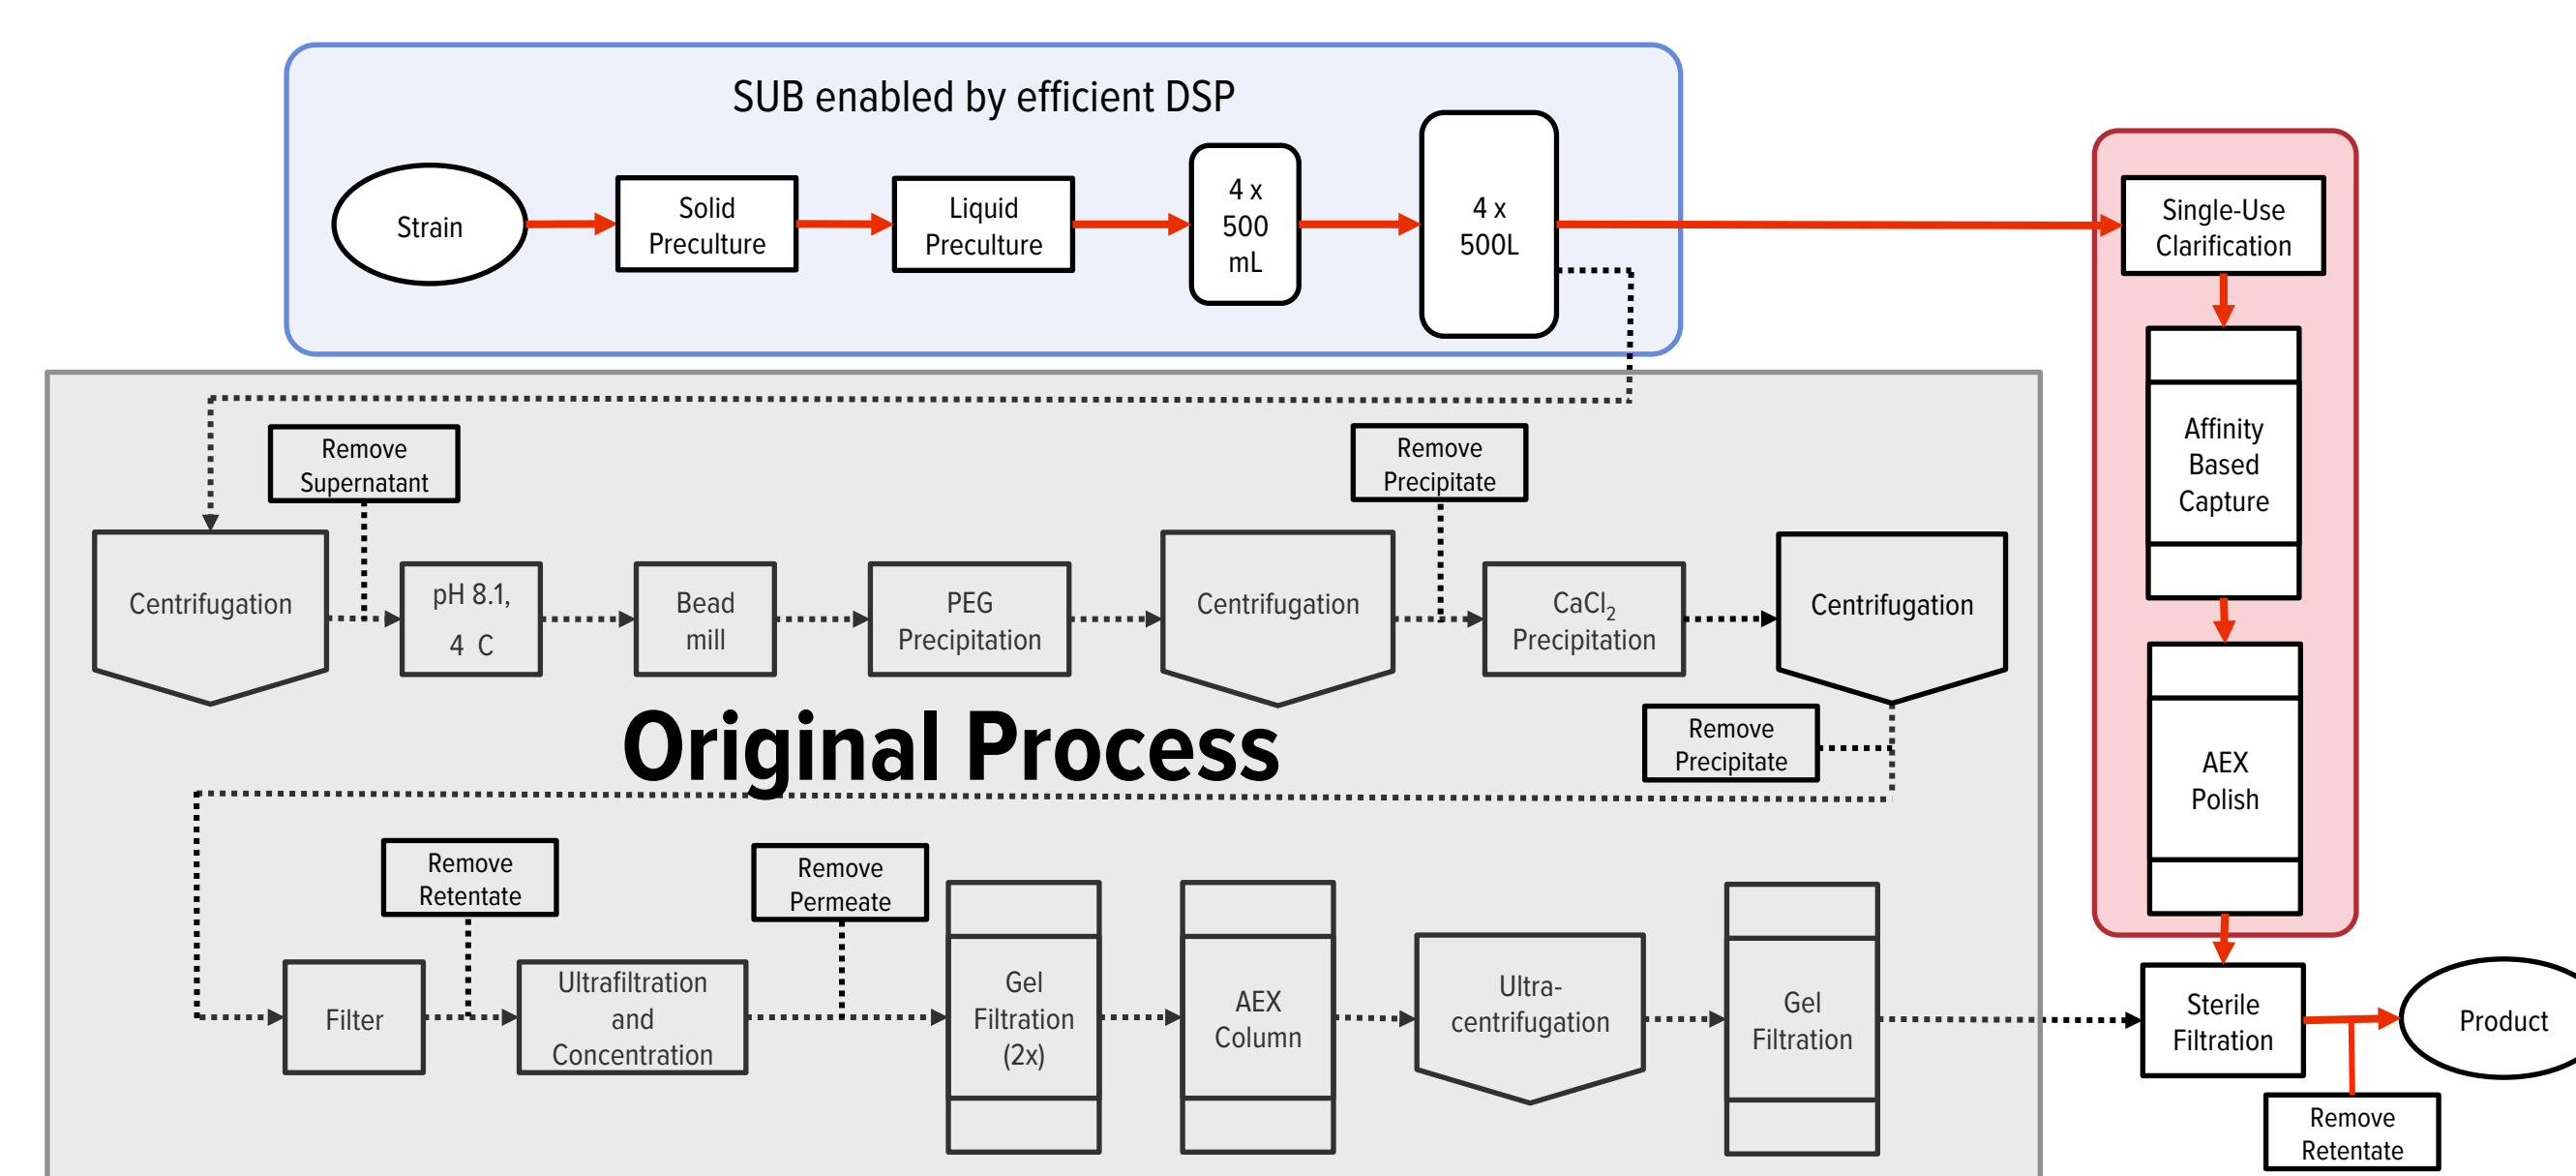 SUB enabled by efficient DSP
Strain
Solid
Preculture
Liquid
Preculture
4 x
500
mL
4 x
500L
Single-Use
Clarification
Affinity
Based
Capture
AEX
Polish
Remove
Supernatant
Remove
Precipitate
Centrifugation
pH 8.1,
4 C
Bead
mill
PEG
Precipitation
Centrifugation
CaCl₂
Precipitation
Centrifugation
Original Process
Remove
Precipitate
Remove
Retentate
Remove
Permeate
Filter
Ultrafiltration
and
Concentration
Gel
Filtration
(2x)
AEX
Column
Ultra-
centrifugation
Gel
Filtration
Sterile
Filtration
Product
Remove
Retentate